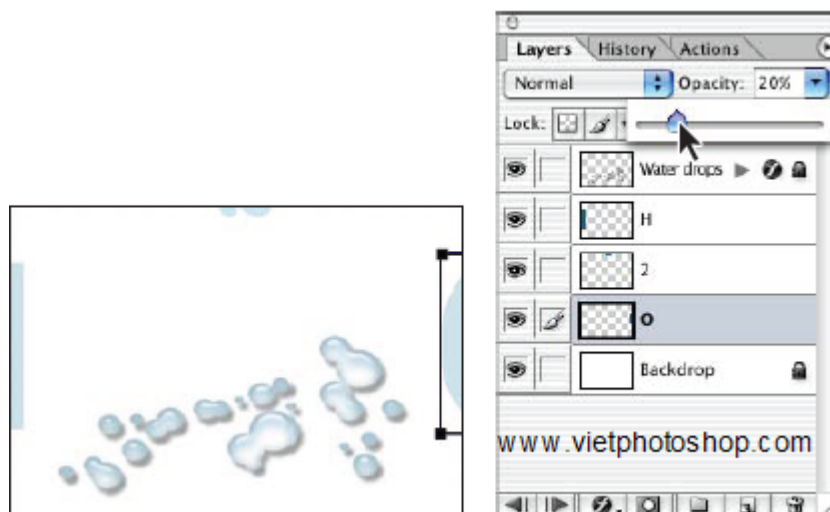 Layers History Actions
Normal Opacity: 20%
Lock:
Water drops
H
2
O
Backdrop
www.vietphotoshop.com